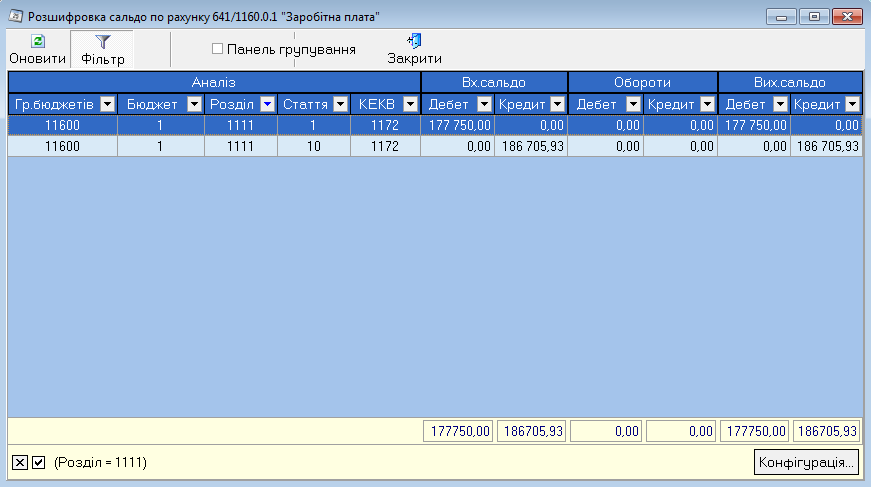 Розшифровка сальдо по рахунку 641/1160.0.1 "Заробітна плата"
Оновити Фільтр Панель групування Закрити
Аналіз Вх.сальдо Обороти Вих.сальдо
Гр.бюджетів Бюджет Розділ Стаття КЕКВ Дебет Кредит Дебет Кредит Дебет Кредит
11600 1 1111 1 1172 177 750,00 0,00 0,00 0,00 177 750,00 0,00
11600 1 1111 10 1172 0,00 186 705,93 0,00 0,00 0,00 186 705,93
177750,00 186705,93 0,00 0,00 177750,00 186705,93
(Розділ = 1111) Конфігурація...